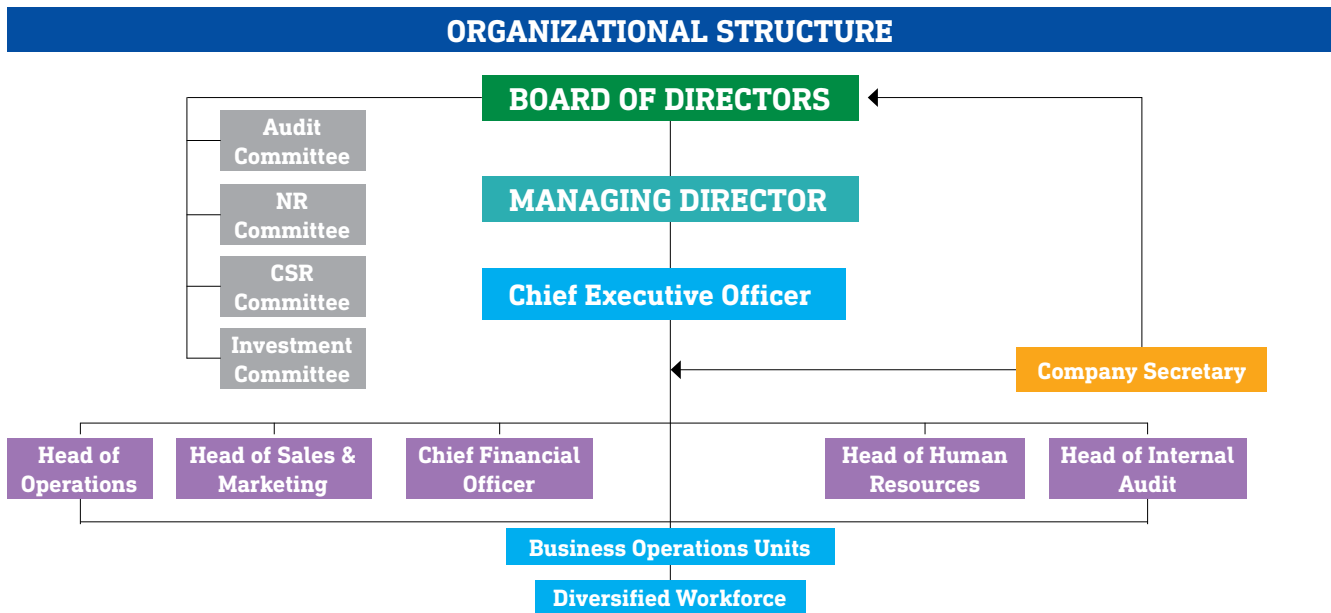 ORGANIZATIONAL STRUCTURE
BOARD OF DIRECTORS
Audit
Committee
NR
Committee
CSR
Committee
Investment
Committee
MANAGING DIRECTOR
Chief Executive Officer
Company Secretary
Head of
Operations
Head of Sales &
Marketing
Chief Financial
Officer
Head of Human
Resources
Head of Internal
Audit
Business Operations Units
Diversified Workforce